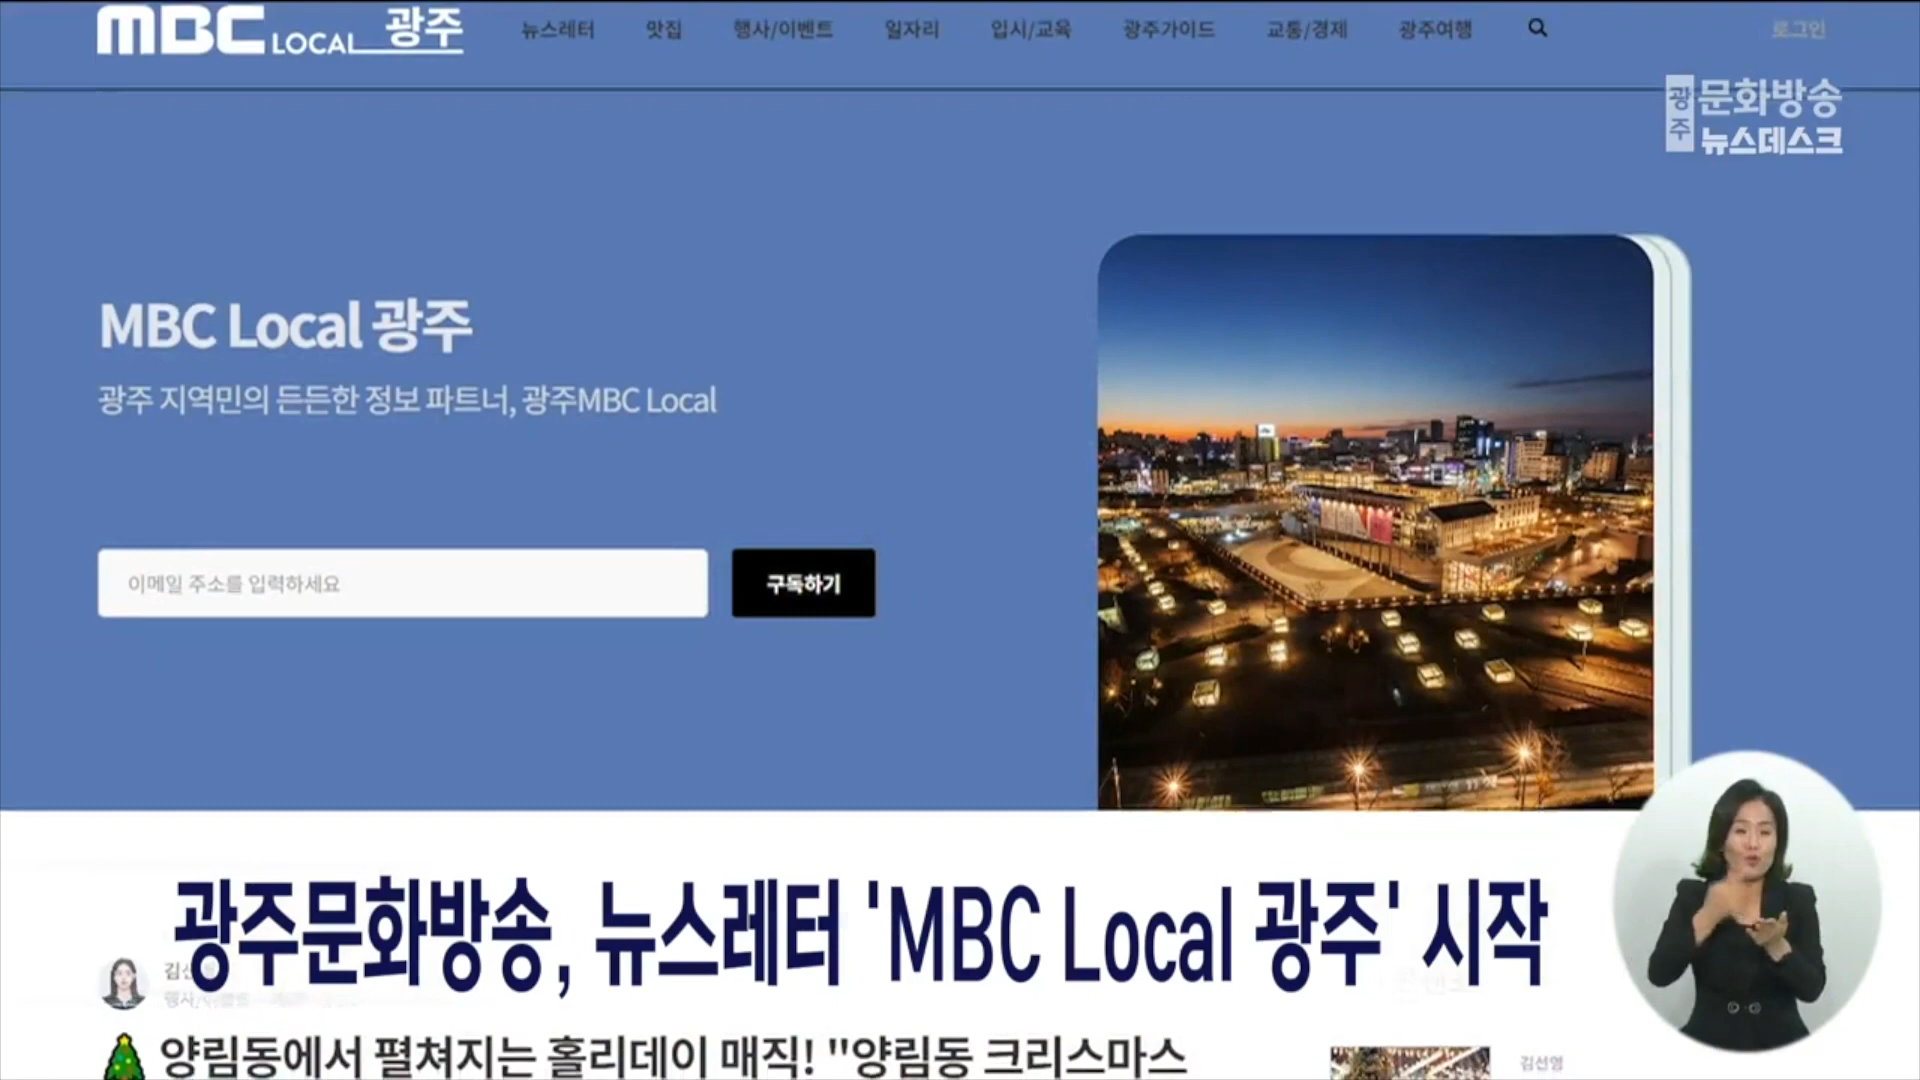 MBC LOCAL 광주
뉴스레터 맛집 행사/이벤트 일자리 입시/교육 광주가이드 교통/경제 광주여행 로그인
광주 문화방송
뉴스데스크
MBC Local 광주
광주 지역민의 든든한 정보 파트너, 광주MBC Local
이메일 주소를 입력하세요
구독하기
광주문화방송, 뉴스레터 'MBC Local 광주' 시작
양림동에서 펼쳐지는 홀리데이 매직! "양림동 크리스마스
김선영